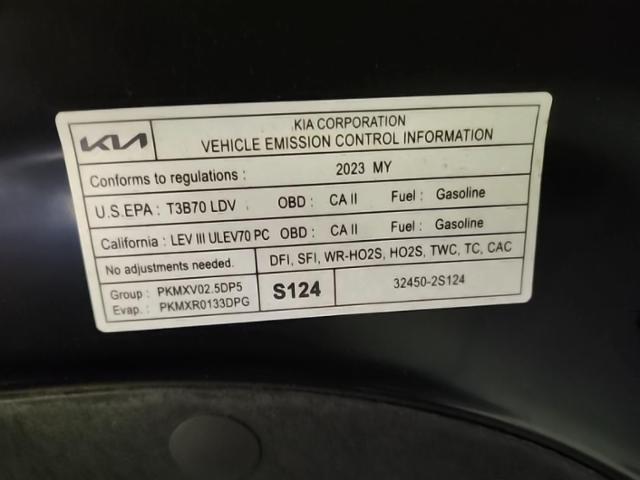 KIA
KIA CORPORATION
VEHICLE EMISSION CONTROL INFORMATION
Conforms to regulations : 2023 MY
U.S.EPA : T3B70 LDV OBD : CA II Fuel : Gasoline
California : LEV III ULEV70 PC OBD : CA II Fuel : Gasoline
No adjustments needed. DFI, SFI, WR-HO2S, HO2S, TWC, TC, CAC
Group : PKMXV02.5DP5
Evap. : PKMXR0133DPG
S124
32450-2S124